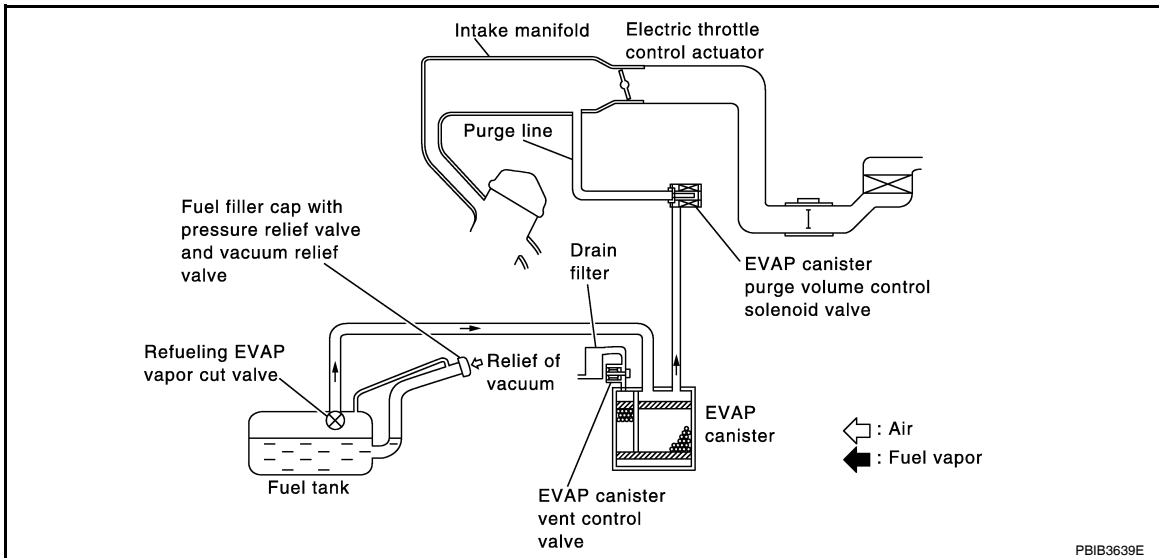 Intake manifold
Electric throttle
control actuator
Purge line
Fuel filler cap with
pressure relief valve
and vacuum relief
valve
Drain
filter
EVAP canister
purge volume control
solenoid valve
Refueling EVAP
vapor cut valve
Relief of
vacuum
EVAP
canister
: Air
: Fuel vapor
Fuel tank
EVAP canister
vent control
valve
PBIB3639E